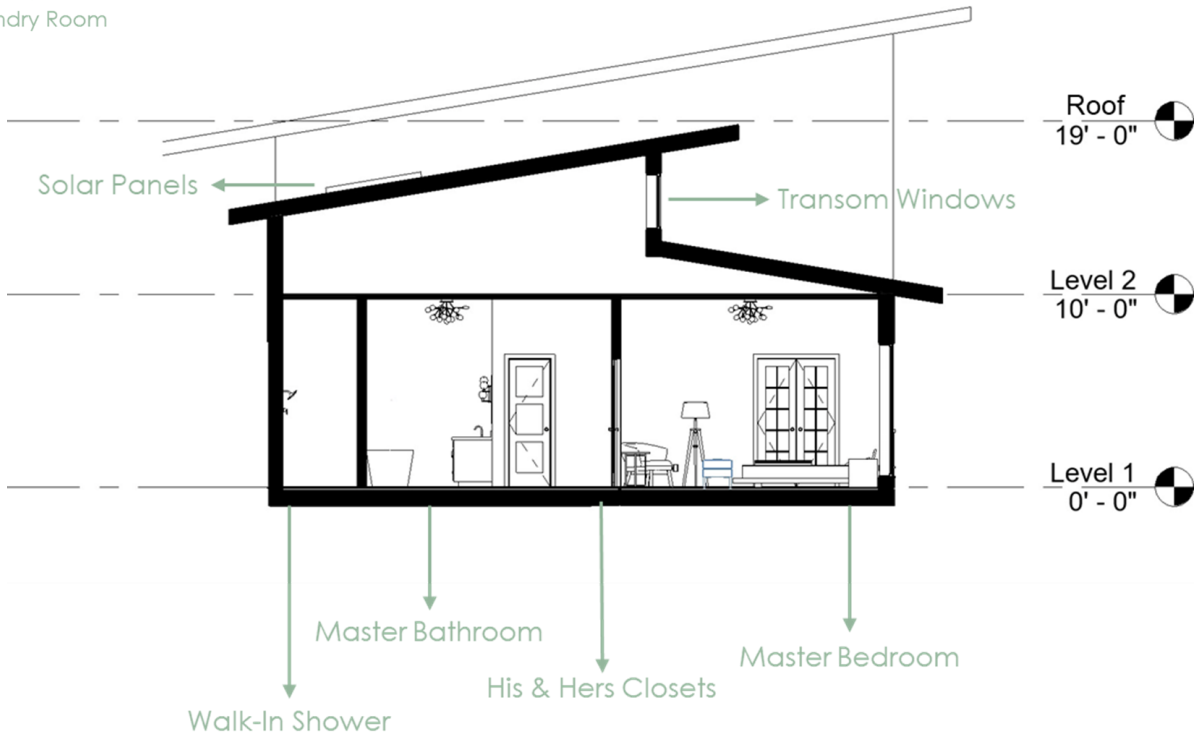 ndry Room
Roof
19' - 0"
Solar Panels
Transom Windows
Level 2
10' - 0"
Level 1
0' - 0"
Master Bathroom
Master Bedroom
His & Hers Closets
Walk-In Shower